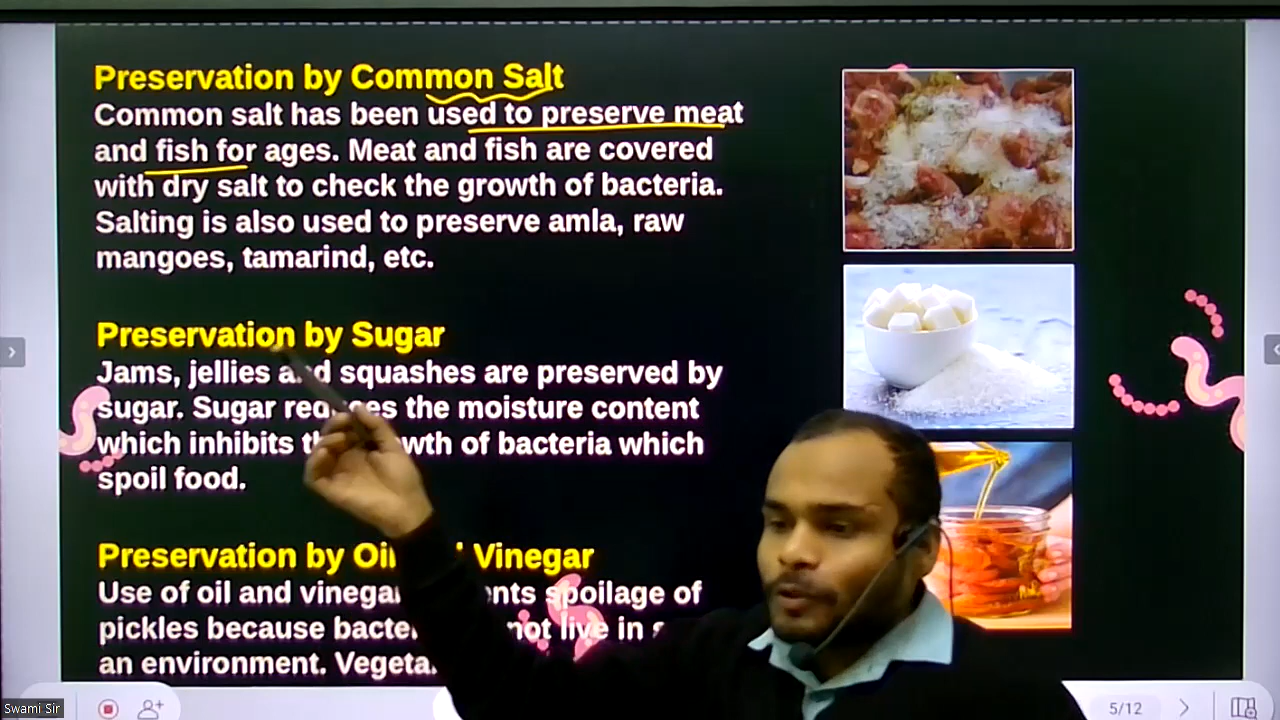 Preservation by Common Salt
Common salt has been used to preserve meat
and fish for ages. Meat and fish are covered
with dry salt to check the growth of bacteria.
Salting is also used to preserve amla, raw
mangoes, tamarind, etc.
Preservation by Sugar
Jams, jellies and squashes are preserved by
sugar. Sugar reduces the moisture content
which inhibits the growth of bacteria which
spoil food.
Preservation by Oil Vinegar
Use of oil and vinegar spoilage of
pickles because not live in
an environment.
Swami Sir
5/12